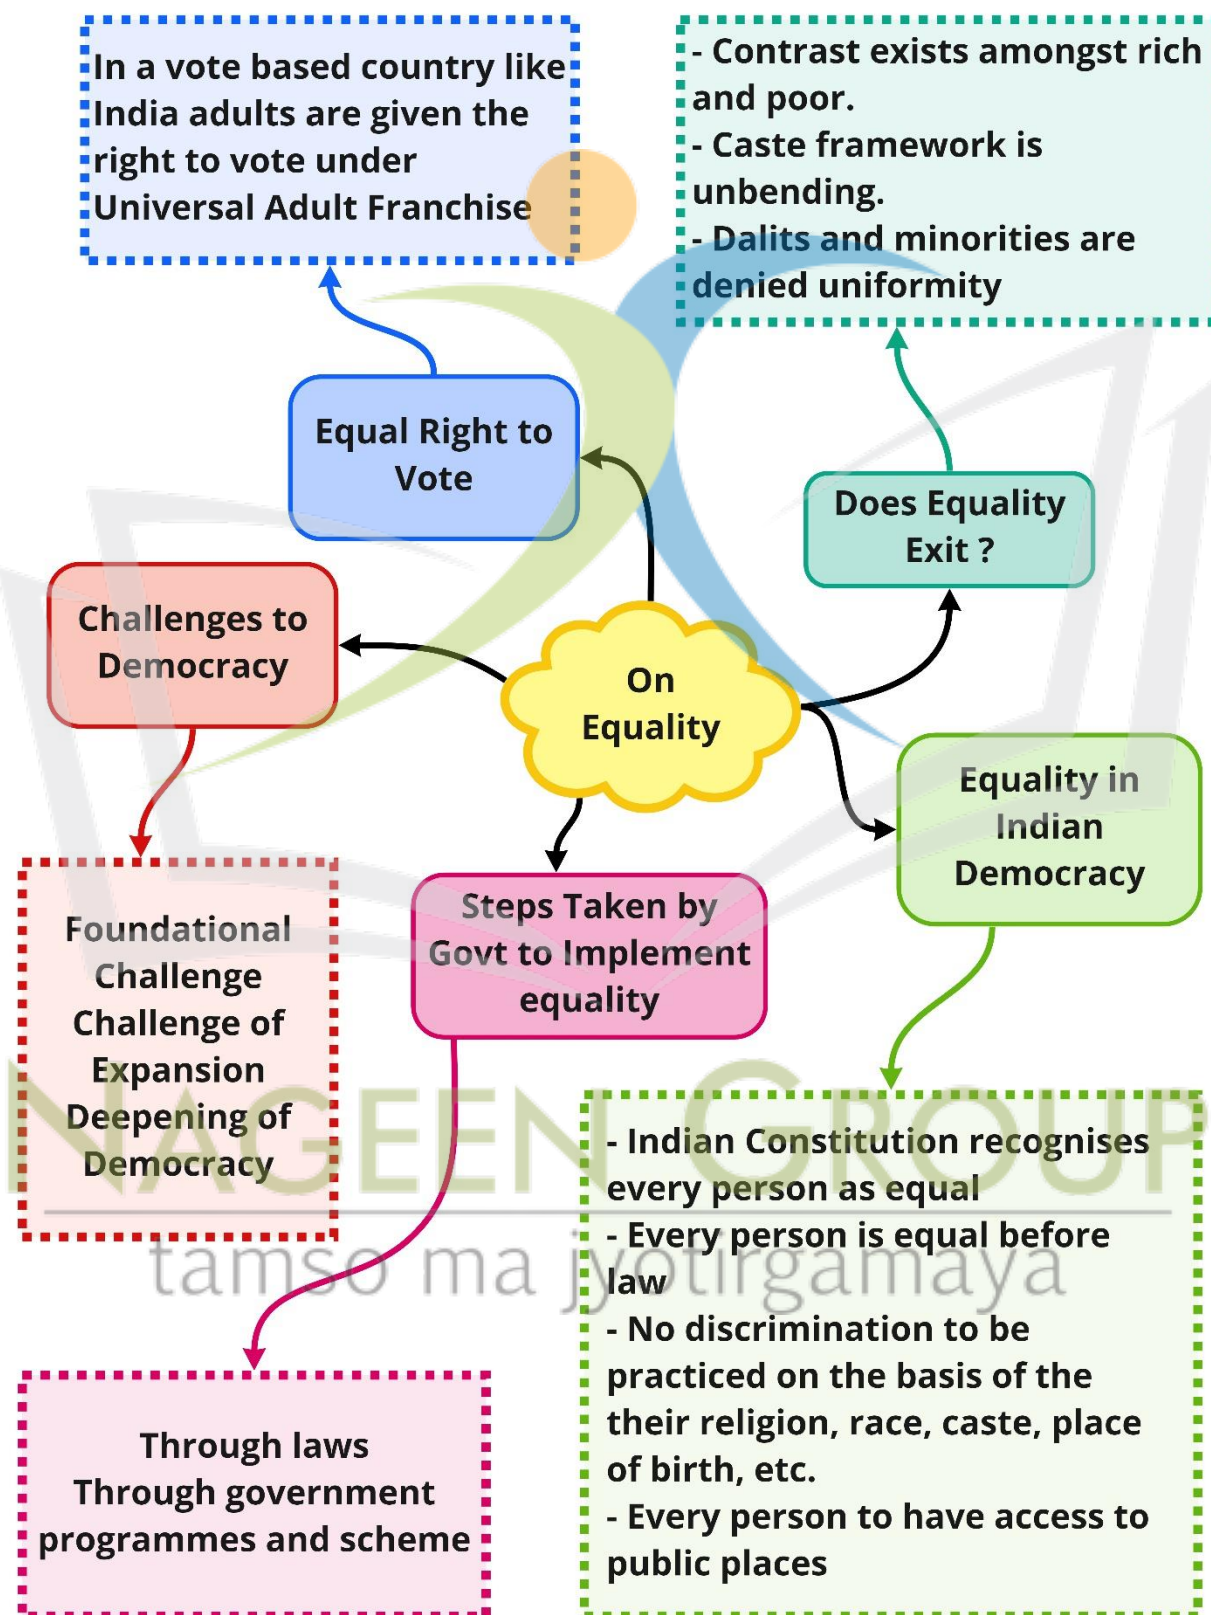 In a vote based country like
India adults are given the
right to vote under
Universal Adult Franchise
- Contrast exists amongst rich
and poor.
- Caste framework is
unbending.
- Dalits and minorities are
denied uniformity
Equal Right to
Vote
Does Equality
Exit ?
Challenges to
Democracy
On
Equality
Equality in
Indian
Democracy
Steps Taken by
Govt to Implement
equality
Foundational
Challenge
Challenge of
Expansion
Deepening of
Democracy
- Indian Constitution recognises
every person as equal
- Every person is equal before
law
- No discrimination to be
practiced on the basis of the
their religion, race, caste, place
of birth, etc.
- Every person to have access to
public places
Through laws
Through government
programmes and scheme
NAGEEN GROUP
tamso ma jyotirgamaya